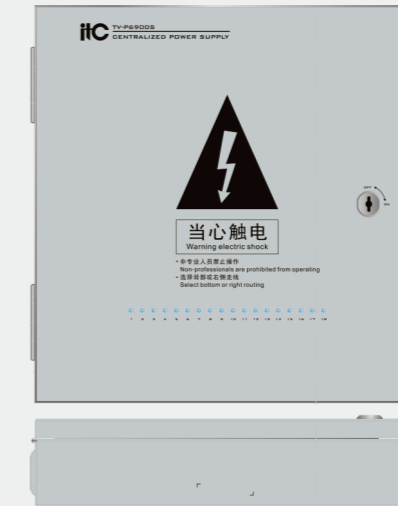 itC TV-P6900S
CENTRALIZED POWER SUPPLY
当心触电
Warning electric shock
• 非专业人员禁止操作
Non-professionals are prohibited from operating
• 选择背部或右侧走线
Select bottom or right routing
1 2 3 4 5 6 7 8 9 10 11 12 13 14 15 16 17 18